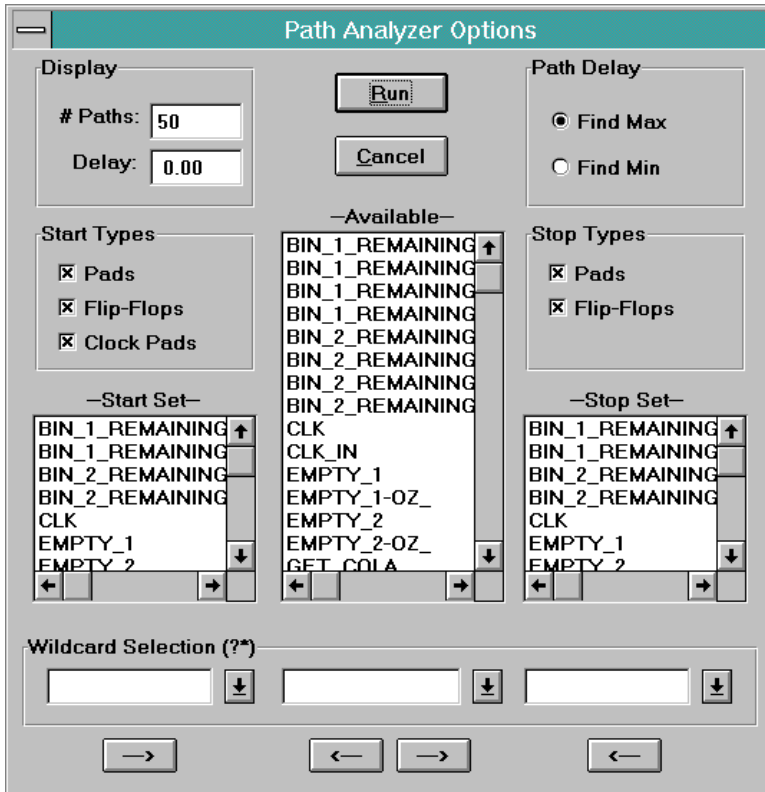 Path Analyzer Options
Display
# Paths: 50
Delay: 0.00
Run
Cancel
Path Delay
Find Max
Find Min
Start Types
Pads
Flip-Flops
Clock Pads
–Available–
BIN_1_REMAINING
BIN_1_REMAINING
BIN_1_REMAINING
BIN_1_REMAINING
BIN_2_REMAINING
BIN_2_REMAINING
BIN_2_REMAINING
BIN_2_REMAINING
CLK
CLK_IN
EMPTY_1
EMPTY_1-OZ_
EMPTY_2
EMPTY_2-OZ_
GET_COLA
Stop Types
Pads
Flip-Flops
–Start Set–
BIN_1_REMAINING
BIN_1_REMAINING
BIN_2_REMAINING
BIN_2_REMAINING
CLK
EMPTY_1
EMPTY_2
–Stop Set–
BIN_1_REMAINING
BIN_1_REMAINING
BIN_2_REMAINING
BIN_2_REMAINING
CLK
EMPTY_1
EMPTY_2
Wildcard Selection (?*)